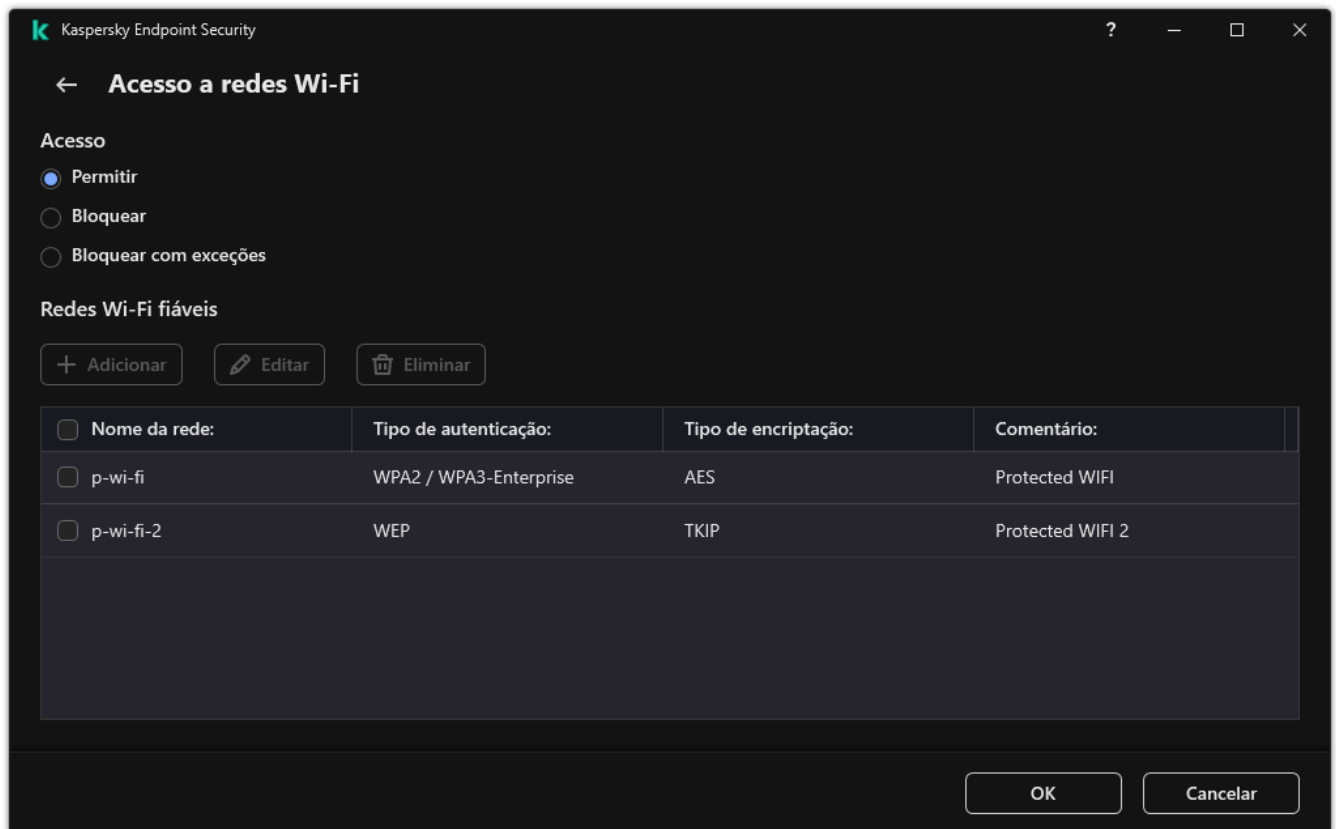 Kaspersky Endpoint Security ?
Acesso a redes Wi-Fi
Acesso
Permitir
Bloquear
Bloquear com exceções
Redes Wi-Fi fiáveis
Adicionar Editar Eliminar
Nome da rede: Tipo de autenticação: Tipo de encriptação: Comentário:
p-wi-fi WPA2 / WPA3-Enterprise AES Protected WIFI
p-wi-fi-2 WEP TKIP Protected WIFI 2
OK Cancelar